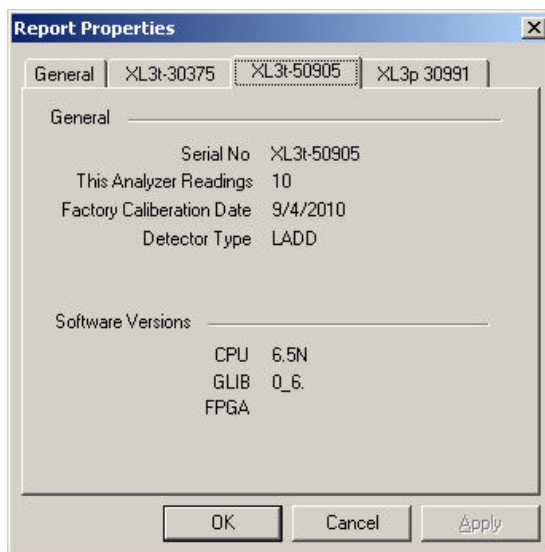 Report Properties
General XL3t-30375 XL3t-50905 XL3p 30991
General
Serial No XL3t-50905
This Analyzer Readings 10
Factory Caliberation Date 9/4/2010
Detector Type LADD
Software Versions
CPU 6.5N
GLIB 0_6.
FPGA
OK Cancel Apply